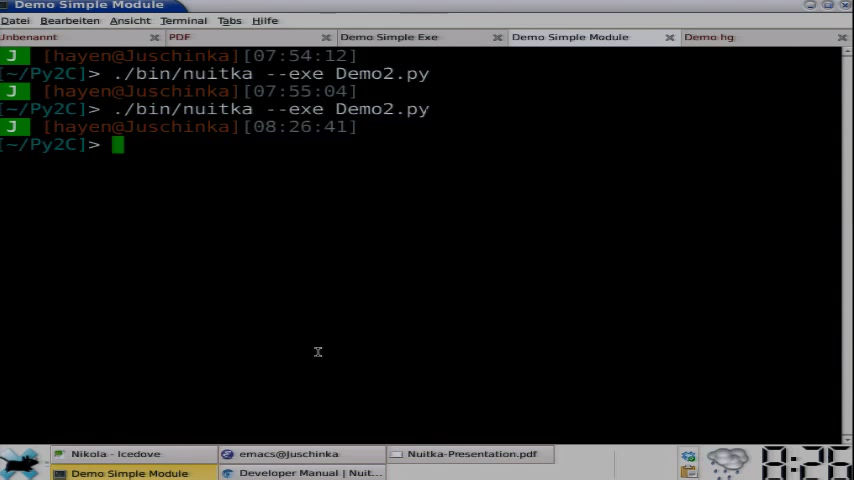 Demo Simple Module
Datei Bearbeiten Ansicht Terminal Tabs Hilfe
Unbenannt PDF Demo Simple Exe Demo Simple Module Demo hg
J [hayen@Juschinka][07:54:12]
[~/Py2C]> ./bin/nuitka --exe Demo2.py
J [hayen@Juschinka][07:55:04]
[~/Py2C]> ./bin/nuitka --exe Demo2.py
J [hayen@Juschinka][08:26:41]
[~/Py2C]>
Nikola - Icedove emacs@Juschinka Nuitka-Presentation.pdf
Demo Simple Module Developer Manual | Nuit...
8:26